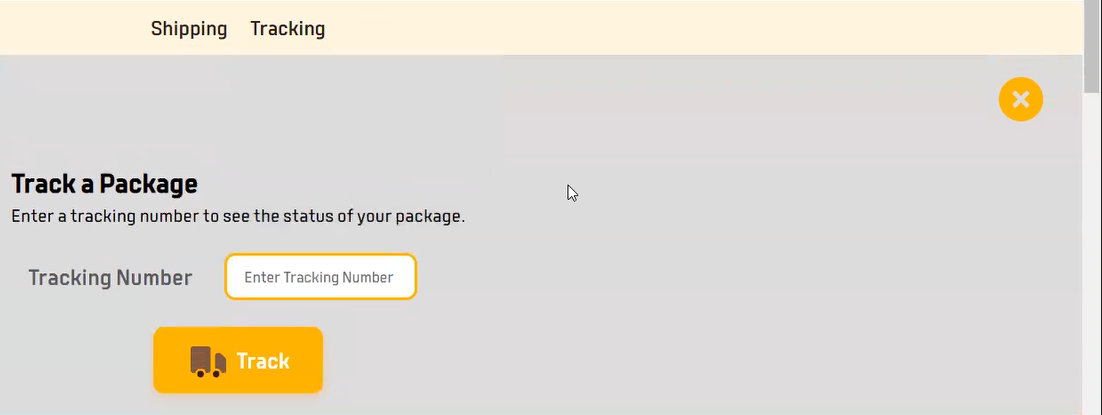 Shipping Tracking
Track a Package
Enter a tracking number to see the status of your package.
Tracking Number Enter Tracking Number
Track